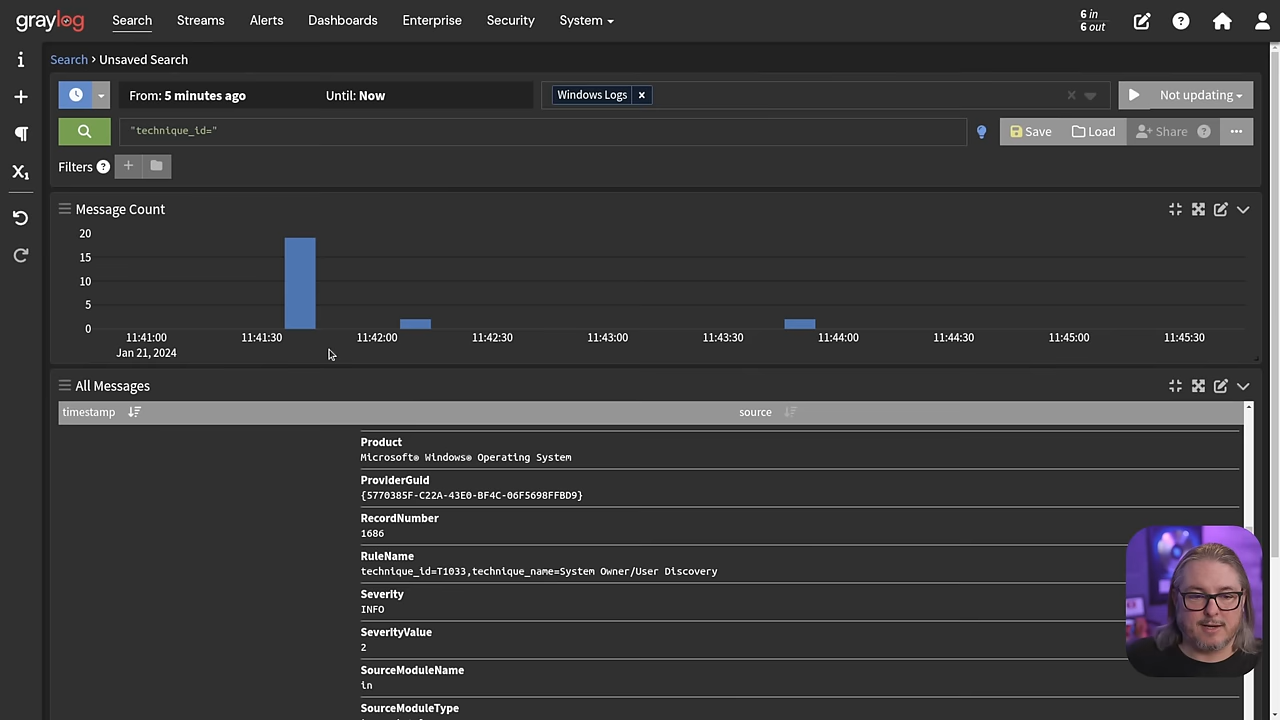 graylog Search Streams Alerts Dashboards Enterprise Security System 6 in
6 out
Search > Unsaved Search
From: 5 minutes ago Until: Now Windows Logs × Not updating
"technique_id=" Save Load Share ? •••
Filters ? +
Message Count
20
15
10
5
0
11:41:00 11:41:30 11:42:00 11:42:30 11:43:00 11:43:30 11:44:00 11:44:30 11:45:00 11:45:30
Jan 21, 2024
All Messages
timestamp source
Product
Microsoft® Windows® Operating System
ProviderGuid
{5770385F-C22A-43E0-BF4C-06F5698FFBD9}
RecordNumber
1686
RuleName
technique_id=T1033,technique_name=System Owner/User Discovery
Severity
INFO
SeverityValue
2
SourceModuleName
in
SourceModuleType